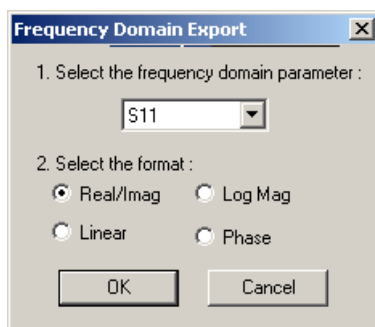 Frequency Domain Export
1. Select the frequency domain parameter :
S11
2. Select the format :
Real/Imag Log Mag
Linear Phase
OK Cancel